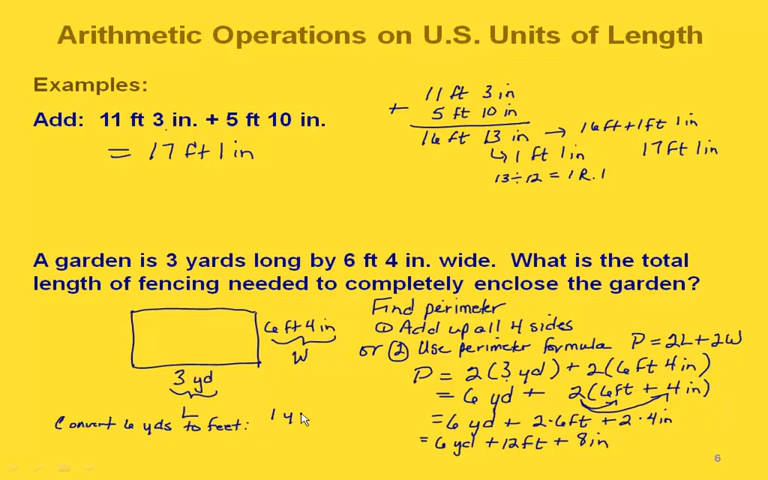 Arithmetic Operations on U.S. Units of Length
Examples:
Add: 11 ft 3 in. + 5 ft 10 in.
= 17 ft 1 in
11 ft 3 in
+ 5 ft 10 in
16 ft 13 in → 16 ft + 1 ft 1 in
↳ 1 ft 1 in 17 ft 1 in
13 ÷ 12 = 1 R. 1
A garden is 3 yards long by 6 ft 4 in. wide. What is the total
length of fencing needed to completely enclose the garden?
6 ft 4 in
W
3 yd
L
Find perimeter
① Add up all 4 sides
or ② Use perimeter formula P = 2L + 2W
P = 2(3 yd) + 2(6 ft 4 in)
= 6 yd + 2(6 ft + 4 in)
= 6 yd + 2·6 ft + 2·4 in
= 6 yd + 12 ft + 8 in
Convert 6 yds to feet: 1 y
6